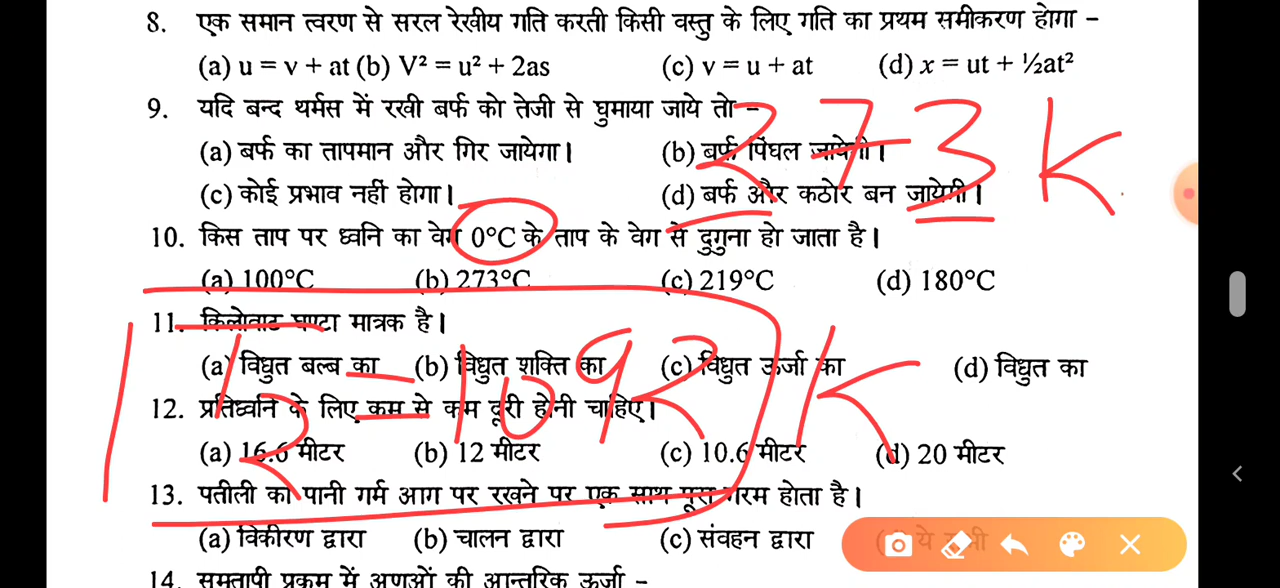 8. एक समान त्वरण से सरल रेखीय गति करती किसी वस्तु के लिए गति का प्रथम समीकरण होगा –
(a) u = v + at (b) V² = u² + 2as (c) v = u + at (d) x = ut + ½at²
9. यदि बन्द थर्मस में रखी बर्फ को तेजी से घुमाया जाये तो –
(a) बर्फ का तापमान और गिर जायेगा। (b) बर्फ पिंघल जायेगी।
273 K
(c) कोई प्रभाव नहीं होगा। (d) बर्फ और कठोर बन जायेगी।
10. किस ताप पर ध्वनि का वेग 0°C के ताप के वेग से दुगुना हो जाता है।
(a) 100°C (b) 273°C (c) 219°C (d) 180°C
11. किलोवाट घण्टा मात्रक है।
(a) विधुत बल्ब का (b) विधुत शक्ति का (c) विधुत ऊर्जा का (d) विधुत का
= 1092 K
12. प्रतिर्ध्वान के लिए कम से कम दूरी होनी चाहिए।
(a) 16.6 मीटर (b) 12 मीटर (c) 10.6 मीटर (d) 20 मीटर
13. पतीली का पानी गर्म आग पर रखने पर एक साथ पूरा गरम होता है।
(a) विकीरण द्वारा (b) चालन द्वारा (c) संवहन द्वारा
14. समतापी प्रक्रम में अणुओं की आन्तरिक ऊर्जा –